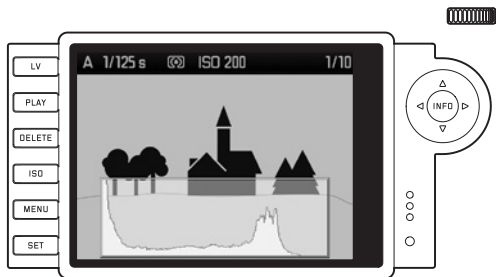 A 1/125 s ISO 200 1/10
LV
PLAY
DELETE
ISO
MENU
SET
INFO